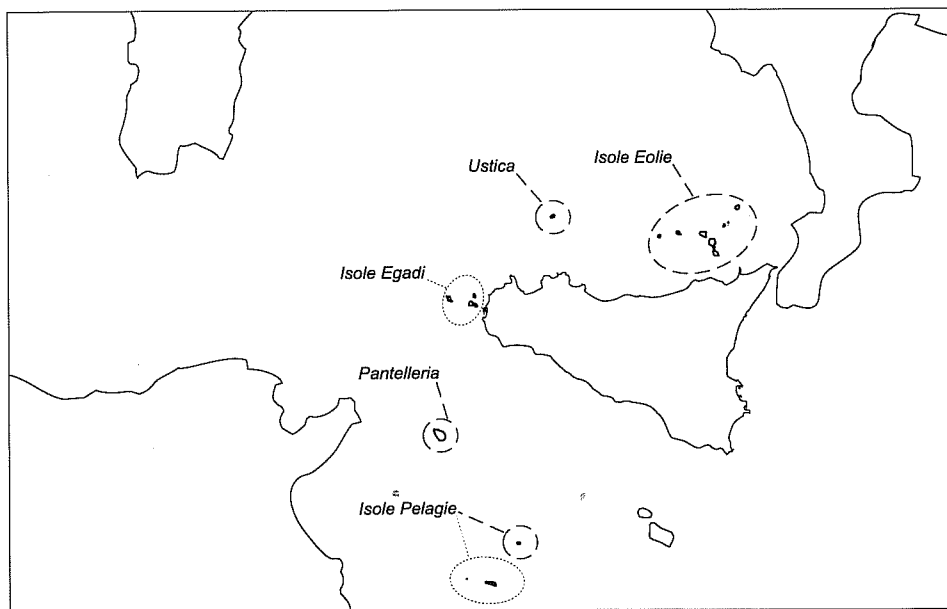 Ustica
Isole Eolie
Isole Egadi
Pantelleria
Isole Pelagie